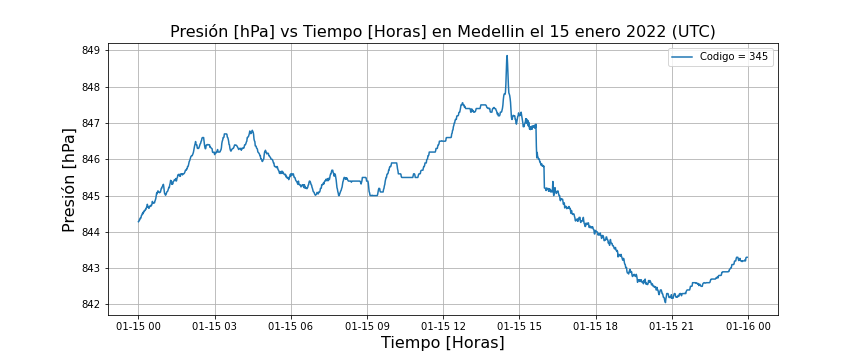 Presión [hPa] vs Tiempo [Horas] en Medellin el 15 enero 2022 (UTC)
Codigo = 345
849
848
847
846
845
844
843
842
Presión [hPa]
01-15 00 01-15 03 01-15 06 01-15 09 01-15 12 01-15 15 01-15 18 01-15 21 01-16 00
Tiempo [Horas]